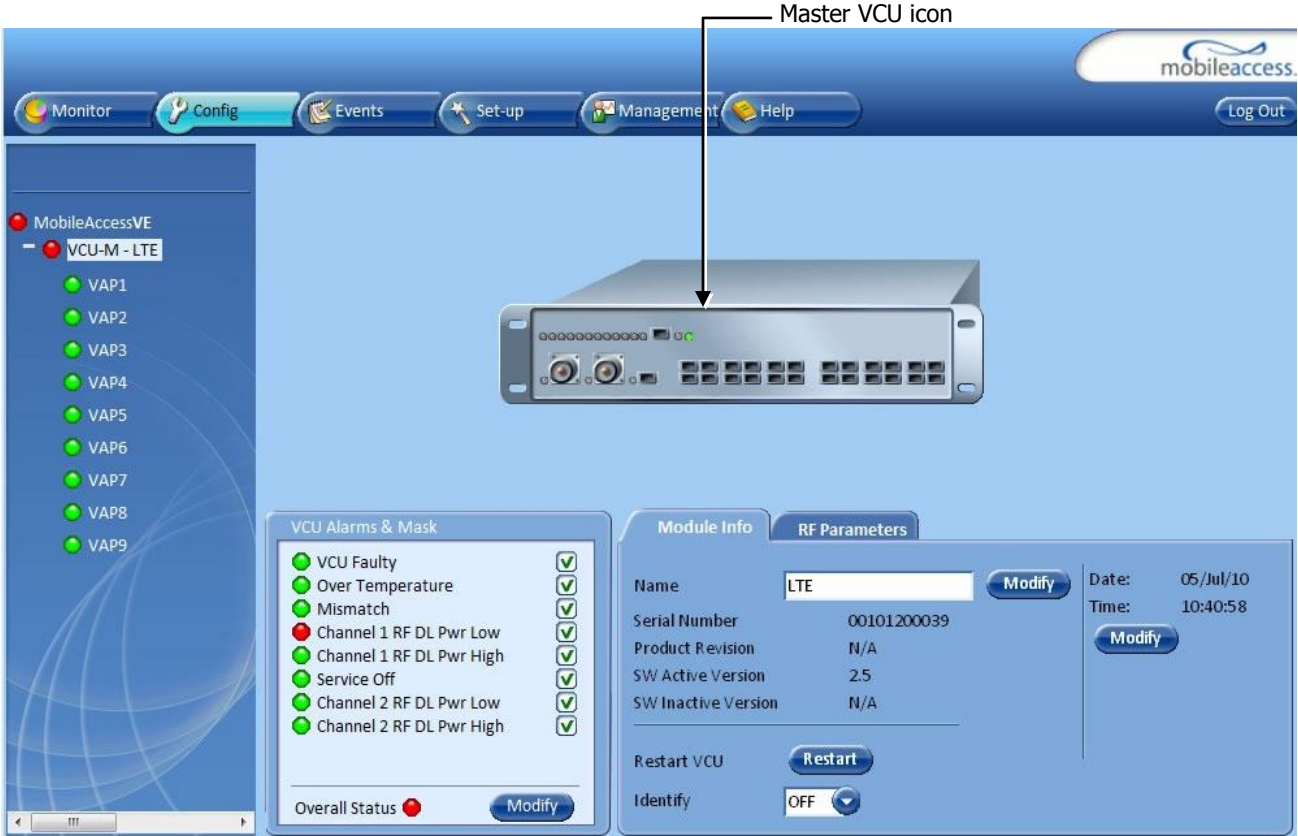 Master VCU icon
mobileaccess.
Monitor
Config
Events
Set-up
Management
Help
Log Out
MobileAccessVE
VCU-M - LTE
VAP1
VAP2
VAP3
VAP4
VAP5
VAP6
VAP7
VAP8
VAP9
VCU Alarms & Mask
VCU Faulty
Over Temperature
Mismatch
Channel 1 RF DL Pwr Low
Channel 1 RF DL Pwr High
Service Off
Channel 2 RF DL Pwr Low
Channel 2 RF DL Pwr High
Overall Status
Modify
Module Info
RF Parameters
Name LTE Modify
Serial Number 00101200039
Product Revision N/A
SW Active Version 2.5
SW Inactive Version N/A
Restart VCU Restart
Identify OFF
Date: 05/Jul/10
Time: 10:40:58
Modify